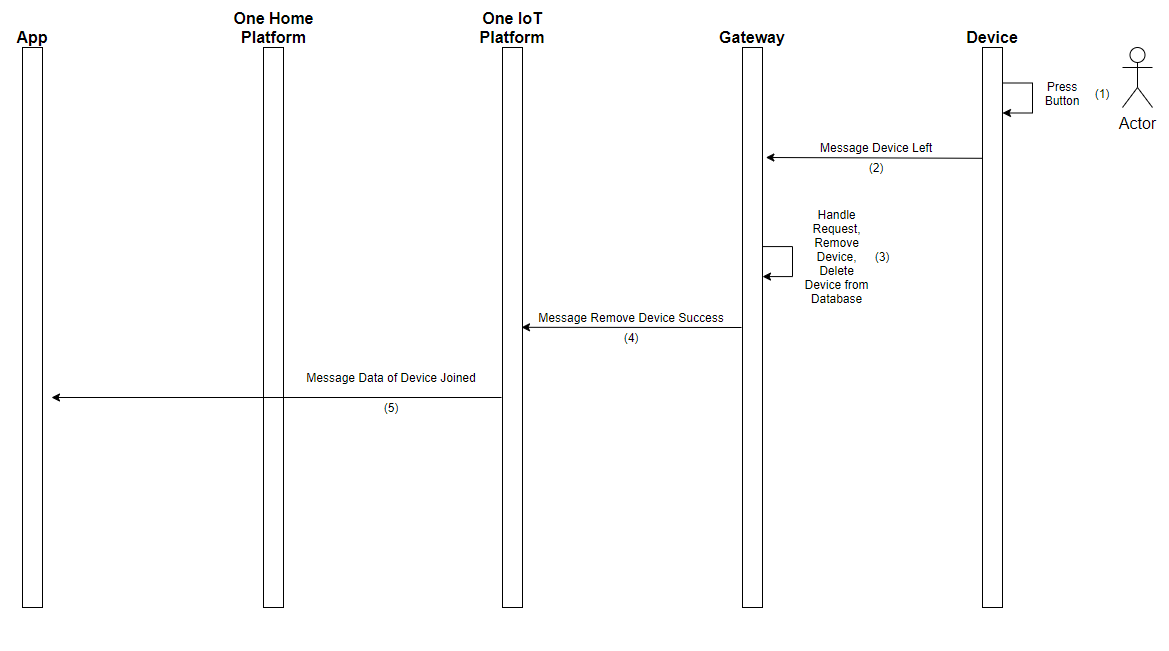 App
One Home
Platform
One IoT
Platform
Gateway
Device
Press
Button
(1)
Actor
Message Device Left
(2)
Handle
Request,
Remove
Device,
Delete
Device from
Database
(3)
Message Remove Device Success
(4)
Message Data of Device Joined
(5)